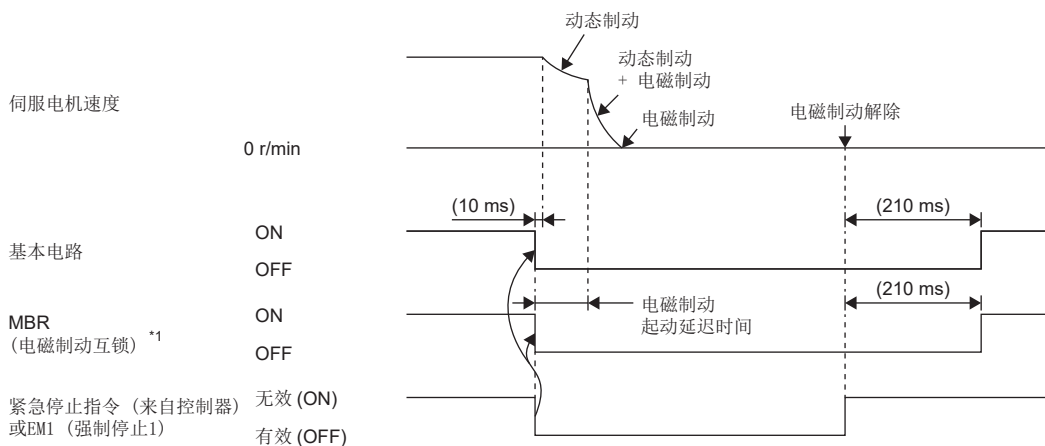 动态制动
动态制动
+ 电磁制动
伺服电机速度
电磁制动
电磁制动解除
0 r/min
(10 ms)
(210 ms)
基本电路
ON
OFF
(210 ms)
电磁制动
起动延迟时间
MBR
(电磁制动互锁) *1
ON
OFF
紧急停止指令 (来自控制器)
或EM1 (强制停止1)
无效 (ON)
有效 (OFF)